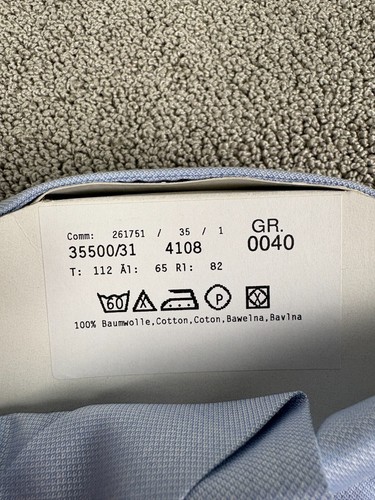 Comm: 261751 / 35 / 1
GR.
35500/31 4108 0040
T: 112 Äl: 65 Rl: 82
60 P
100% Baumwolle,Cotton,Coton,Bawelna,Bavlna